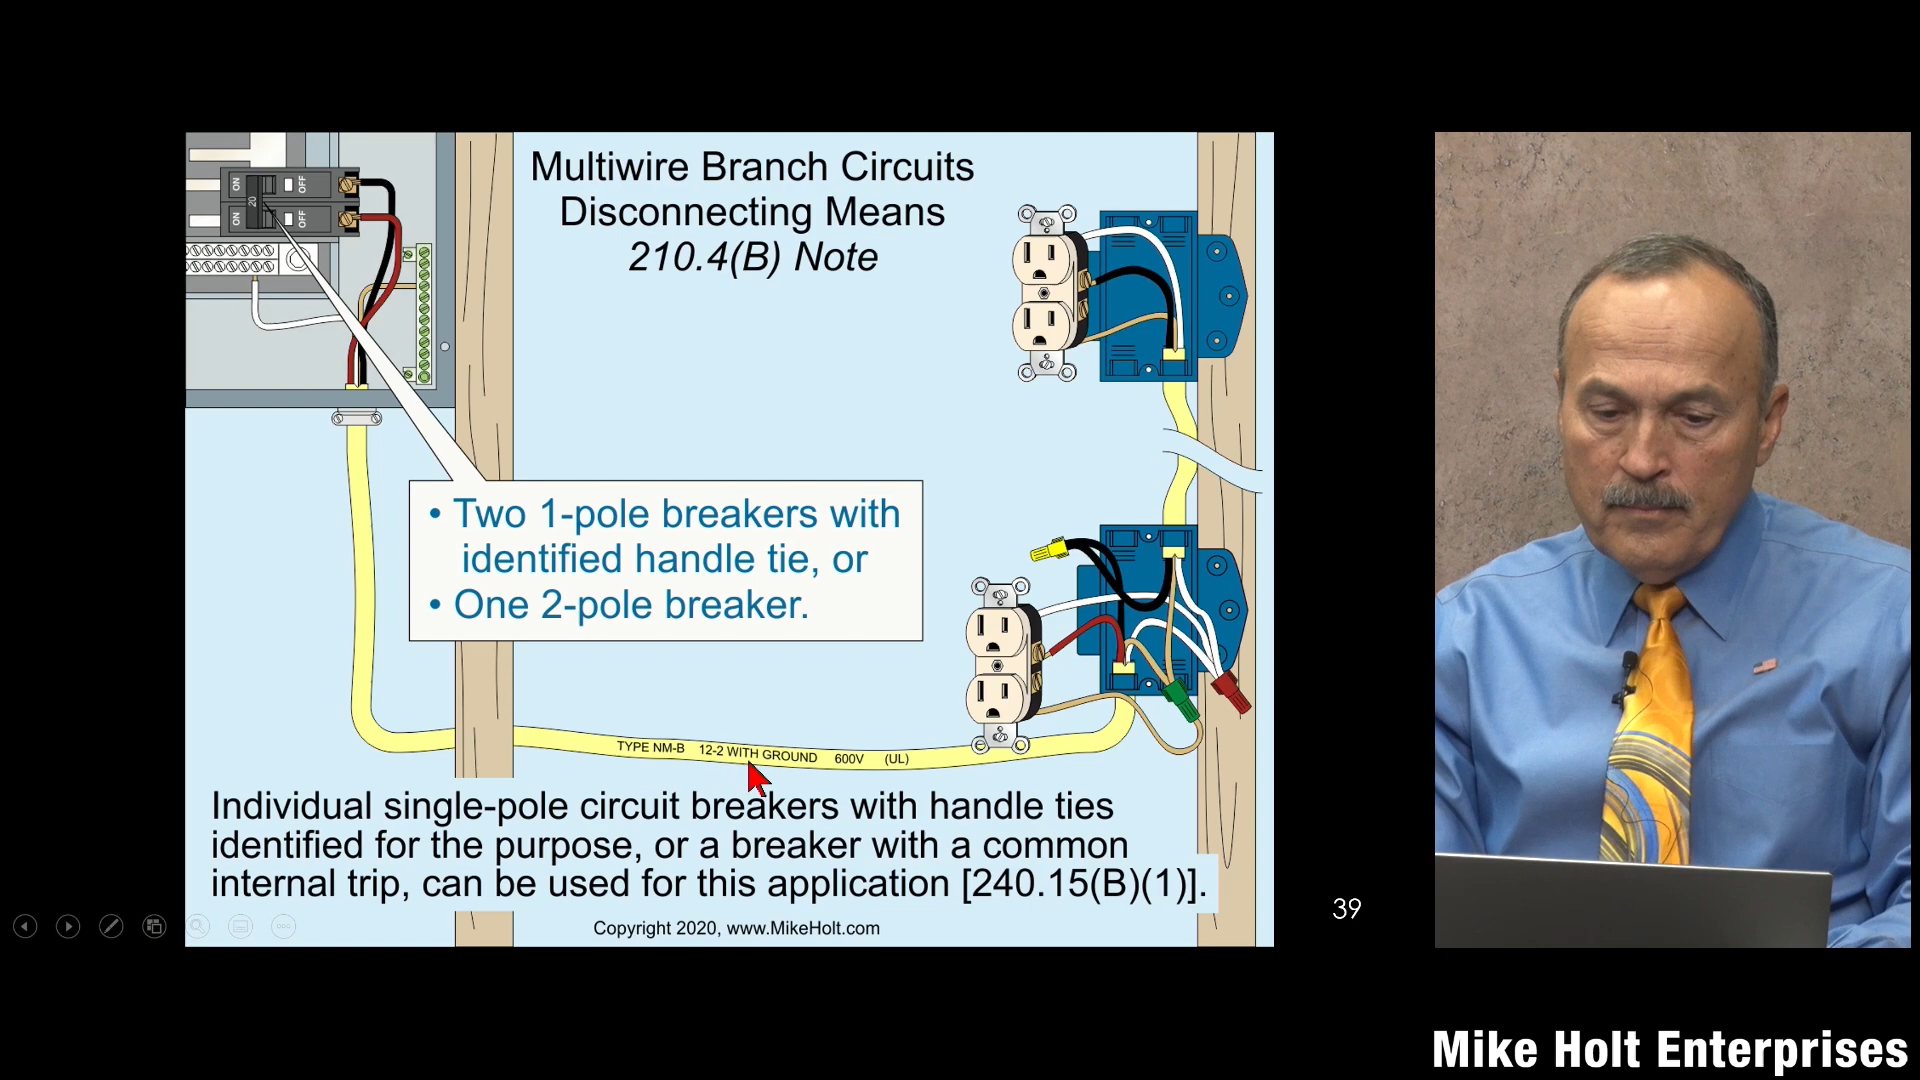 Multiwire Branch Circuits
Disconnecting Means
210.4(B) Note
ON OFF
20
ON OFF
• Two 1-pole breakers with
identified handle tie, or
• One 2-pole breaker.
TYPE NM-B 12-2 WITH GROUND 600V (UL)
Individual single-pole circuit breakers with handle ties
identified for the purpose, or a breaker with a common
internal trip, can be used for this application [240.15(B)(1)].
Copyright 2020, www.MikeHolt.com
39
Mike Holt Enterprises